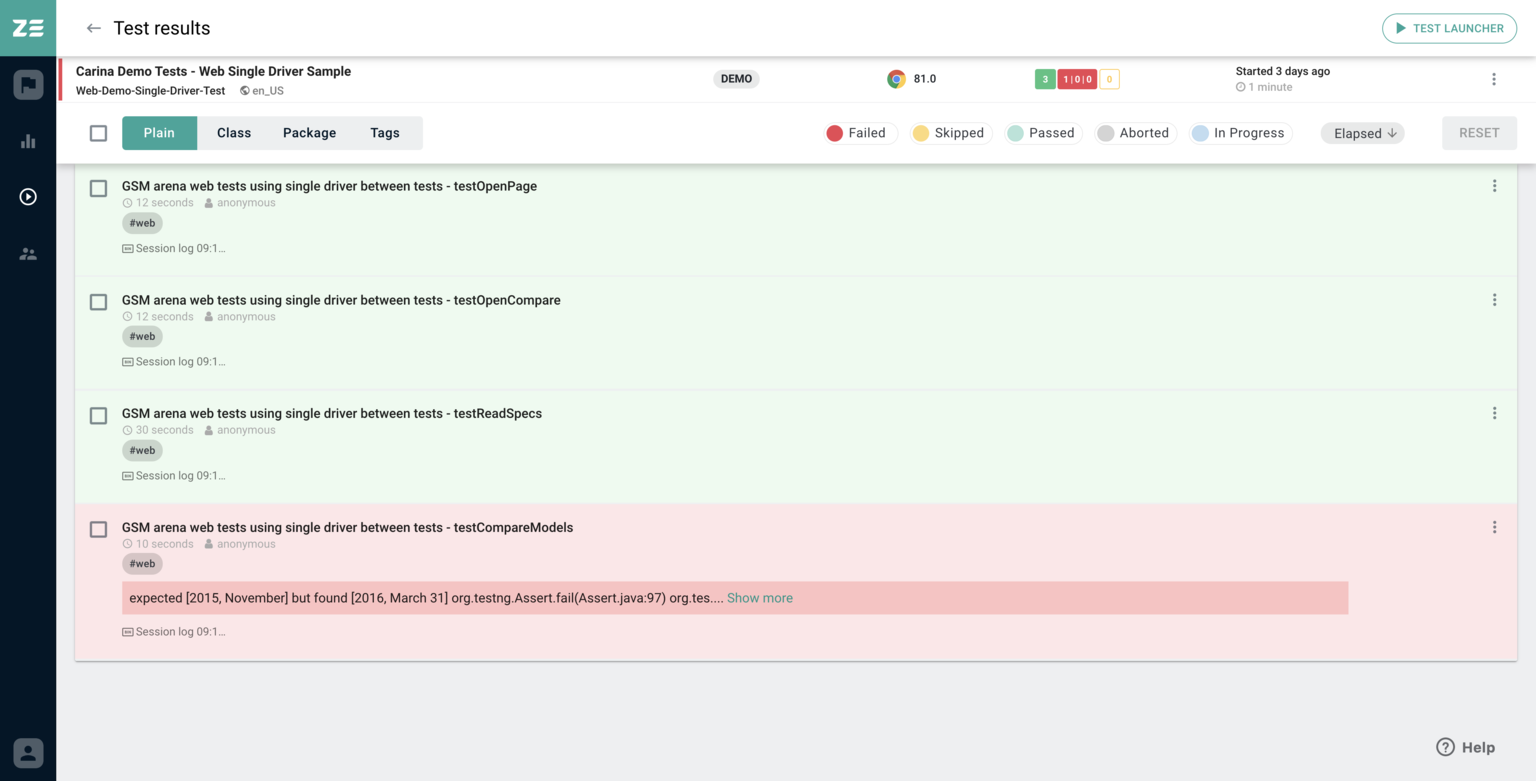 ZE
Test results
TEST LAUNCHER
Carina Demo Tests - Web Single Driver Sample
Web-Demo-Single-Driver-Test en_US
DEMO
81.0
3 1|0|0 0
Started 3 days ago
1 minute
Plain Class Package Tags
Failed Skipped Passed Aborted In Progress
Elapsed
RESET
GSM arena web tests using single driver between tests - testOpenPage
12 seconds anonymous
#web
Session log 09:1...
GSM arena web tests using single driver between tests - testOpenCompare
12 seconds anonymous
#web
Session log 09:1...
GSM arena web tests using single driver between tests - testReadSpecs
30 seconds anonymous
#web
Session log 09:1...
GSM arena web tests using single driver between tests - testCompareModels
10 seconds anonymous
#web
expected [2015, November] but found [2016, March 31] org.testng.Assert.fail(Assert.java:97) org.tes.... Show more
Session log 09:1...
Help